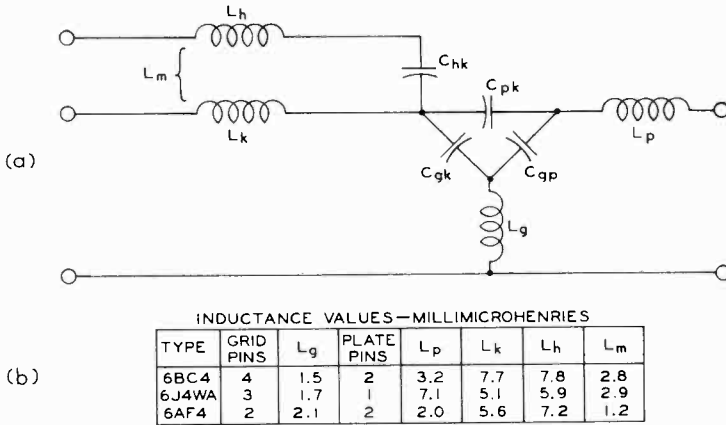 Lh
Chk
Lm
Cpk
Lk
Lp
(a)
Cgk
Cgp
Lg
INDUCTANCE VALUES—MILLIMICROHENRIES
TYPE GRID PINS Lg PLATE PINS Lp Lk Lh Lm
(b)
6BC4 4 1.5 2 3.2 7.7 7.8 2.8
6J4WA 3 1.7 1 7.1 5.1 5.9 2.9
6AF4 2 2.1 2 2.0 5.6 7.2 1.2